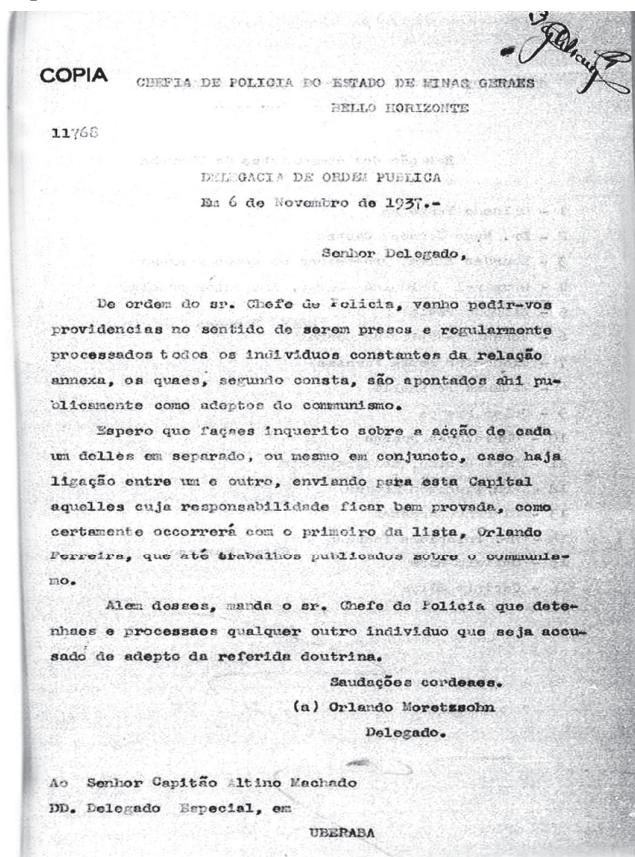 COPIA
CHEFIA DE POLICIA DO ESTADO DE MINAS GERAES
BELLO HORIZONTE
11768
DELEGACIA DE ORDEM PUBLICA
Em 6 de Novembro de 1937.-
Senhor Delegado,
De ordem do sr. Chefe de Policia, venho pedir-vos
providencias no sentido de serem presos e regularmente
processados todos os individuos constantes da relação
annexa, os quaes, segundo consta, são apontados ahi pu-
blicamente como adeptos do communismo.
Espero que façaes inquerito sobre a acção de cada
um delles em separado, ou mesmo em conjuncto, caso haja
ligação entre um e outro, enviando para esta Capital
aquelles cuja responsabilidade ficar bem provada, como
certamente occorrerá com o primeiro da lista, Orlando
Ferreira, que até trabalhos publicados sobre o communis-
mo.
Alem desses, manda o sr. Chefe de Policia que dete-
nhaes e processaes qualquer outro individuo que seja accu-
sado de adepto da referida doutrina.
Saudações cordeaes.
(a) Orlando Moretzsohn
Delegado.
Ao Senhor Capitão Altino Machado
DD. Delegado Especial, em
UBERABA